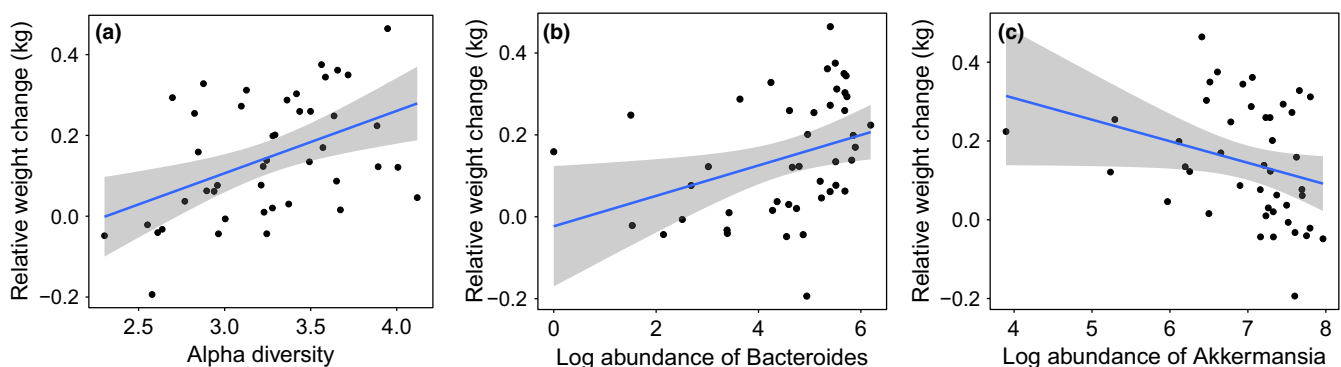 (a)
Relative weight change (kg)
0.4
0.2
0.0
−0.2
2.5 3.0 3.5 4.0
Alpha diversity
(b)
Relative weight change (kg)
0.4
0.2
0.0
−0.2
0 2 4 6
Log abundance of Bacteroides
(c)
Relative weight change (kg)
0.4
0.2
0.0
−0.2
4 5 6 7 8
Log abundance of Akkermansia